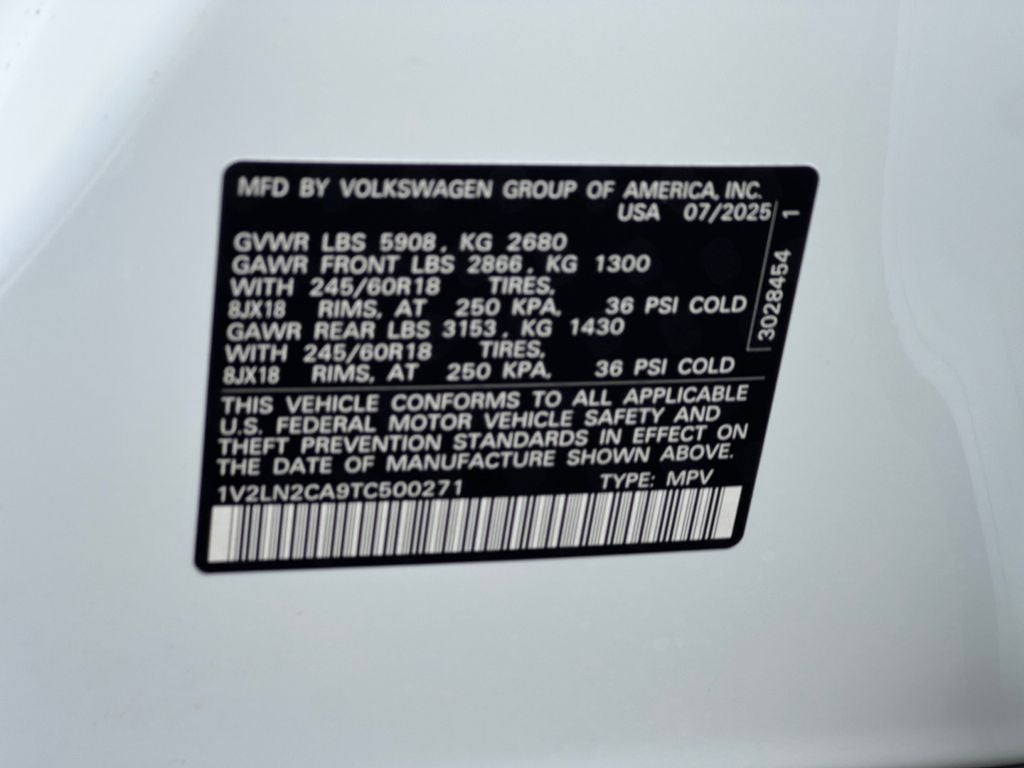 MFD BY VOLKSWAGEN GROUP OF AMERICA, INC.
USA 07/2025
GVWR LBS 5908, KG 2680
GAWR FRONT LBS 2866, KG 1300
WITH 245/60R18 TIRES,
8JX18 RIMS, AT 250 KPA, 36 PSI COLD
GAWR REAR LBS 3153, KG 1430
WITH 245/60R18 TIRES,
8JX18 RIMS, AT 250 KPA, 36 PSI COLD
THIS VEHICLE CONFORMS TO ALL APPLICABLE
U.S. FEDERAL MOTOR VEHICLE SAFETY AND
THEFT PREVENTION STANDARDS IN EFFECT ON
THE DATE OF MANUFACTURE SHOWN ABOVE.
1V2LN2CA9TC500271 TYPE: MPV
3028454 1